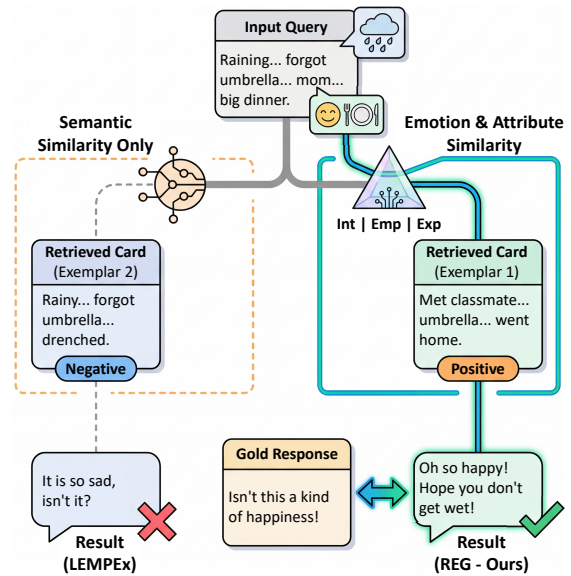 Input Query
Raining... forgot
umbrella... mom...
big dinner.
Semantic
Similarity Only
Emotion & Attribute
Similarity
Int | Emp | Exp
Retrieved Card
(Exemplar 2)
Rainy... forgot
umbrella...
drenched.
Negative
Retrieved Card
(Exemplar 1)
Met classmate...
umbrella... went
home.
Positive
It is so sad,
isn't it?
Result
(LEMPEx)
Gold Response
Isn't this a kind
of happiness!
Oh so happy!
Hope you don't
get wet!
Result
(REG - Ours)